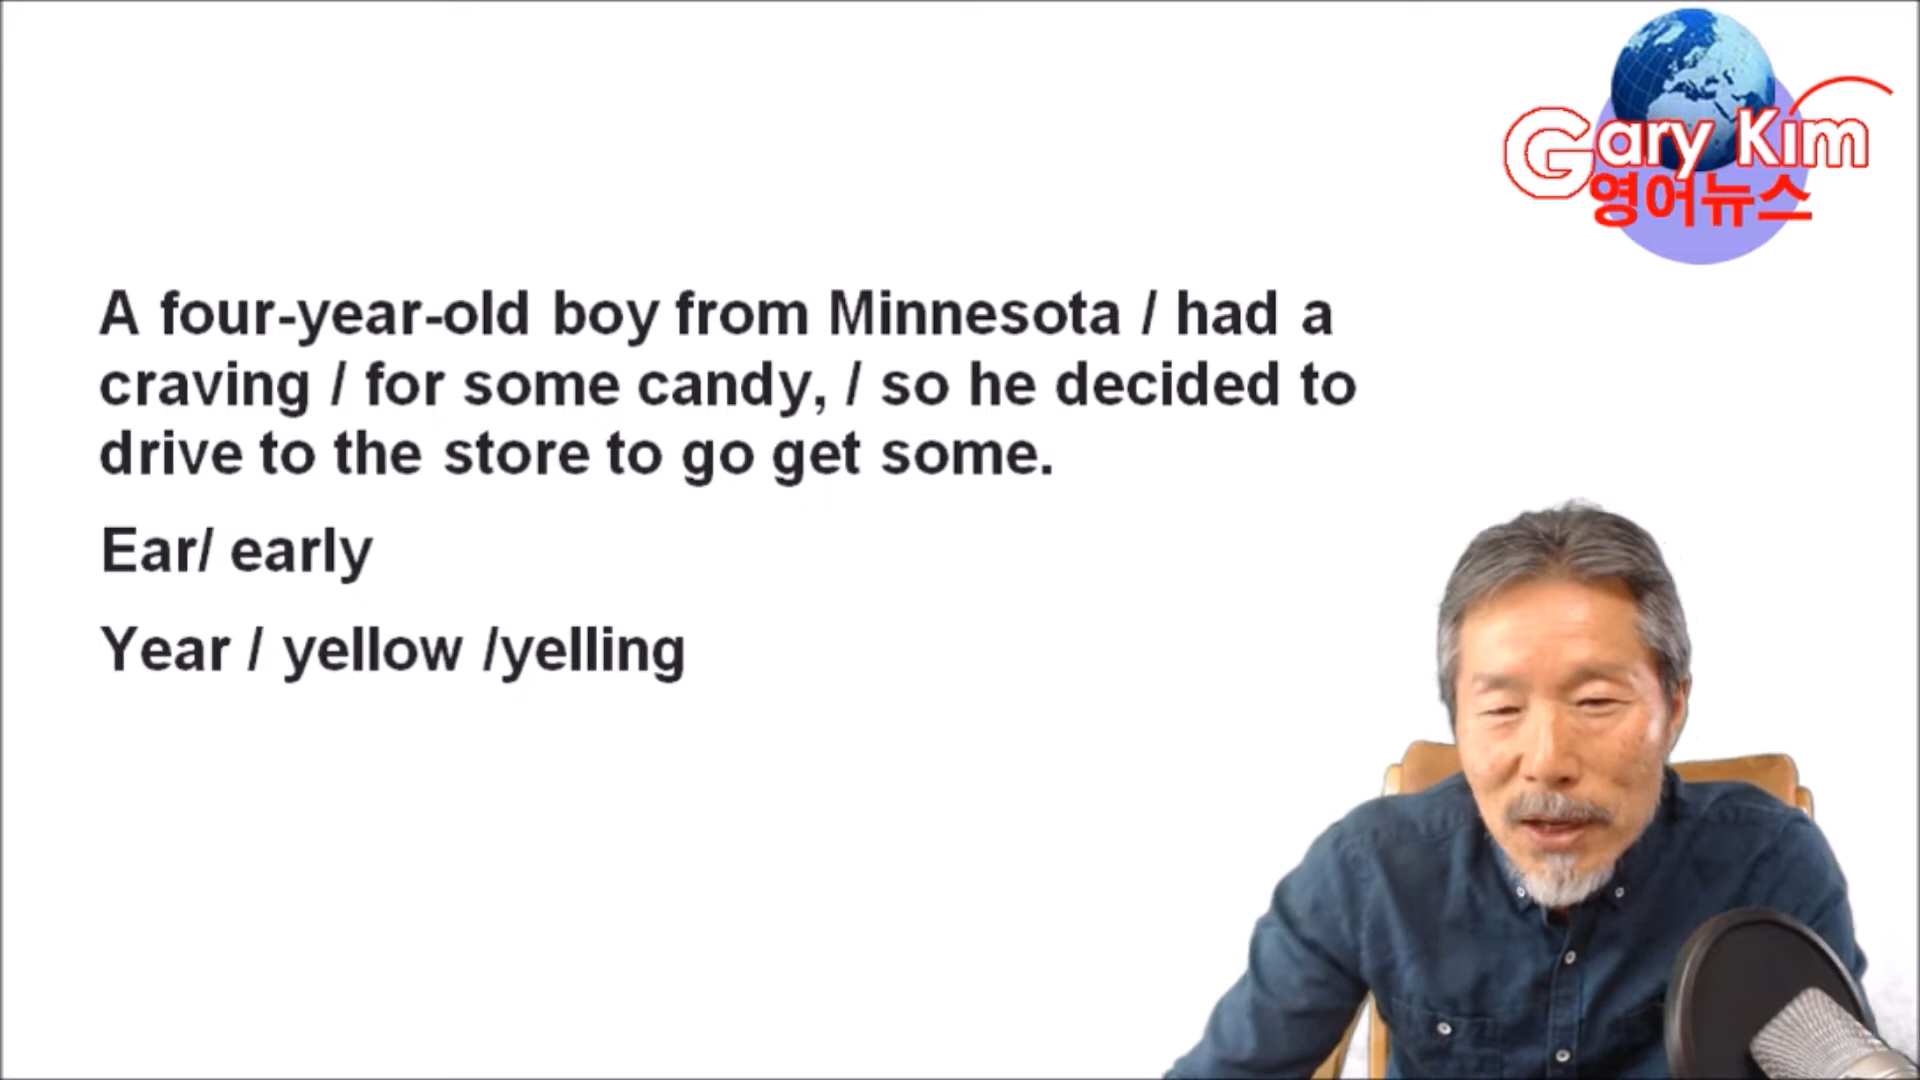 Gary Kim
영어뉴스
A four-year-old boy from Minnesota / had a
craving / for some candy, / so he decided to
drive to the store to go get some.
Ear/ early
Year / yellow /yelling